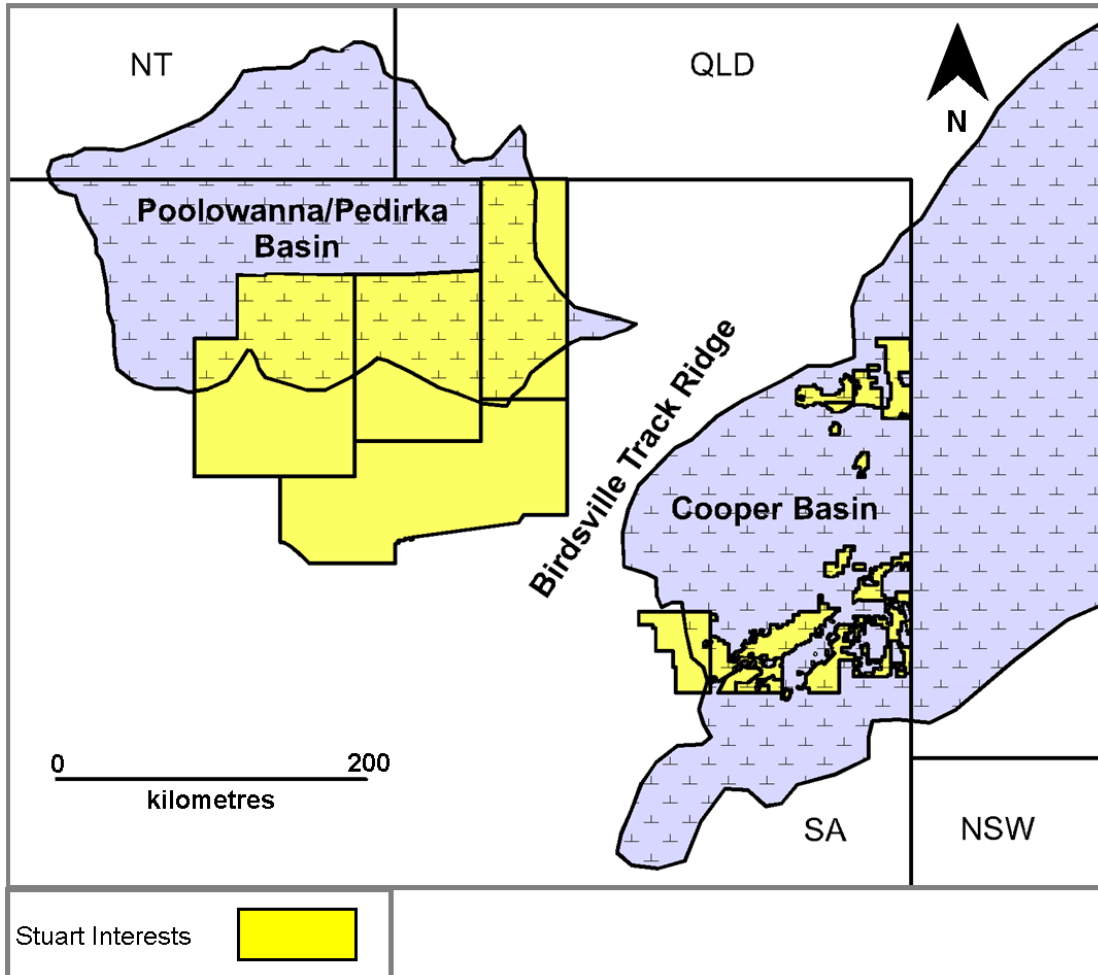 NT
QLD
N
Poolowanna/Pedirka
Basin
Birdsville Track Ridge
Cooper Basin
0 200
kilometres
SA
NSW
Stuart Interests